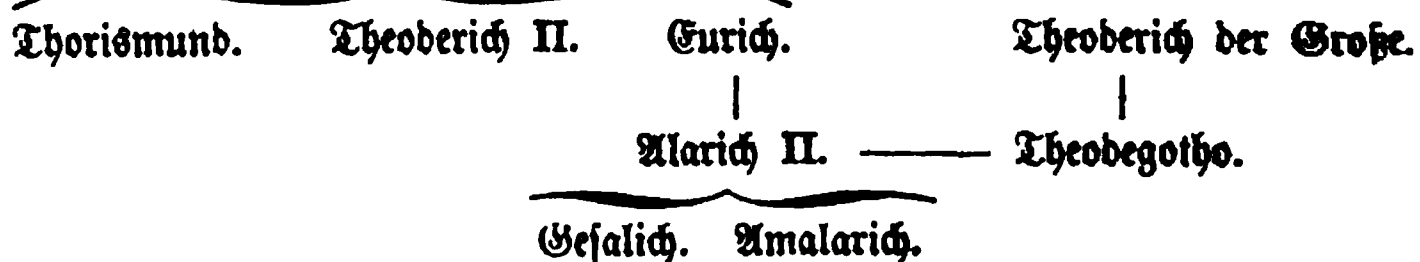 Thorismund. Theoderich II. Eurich. Theoderich der Große.
Alarich II. Theodegotho.
Gesalich. Amalarich.